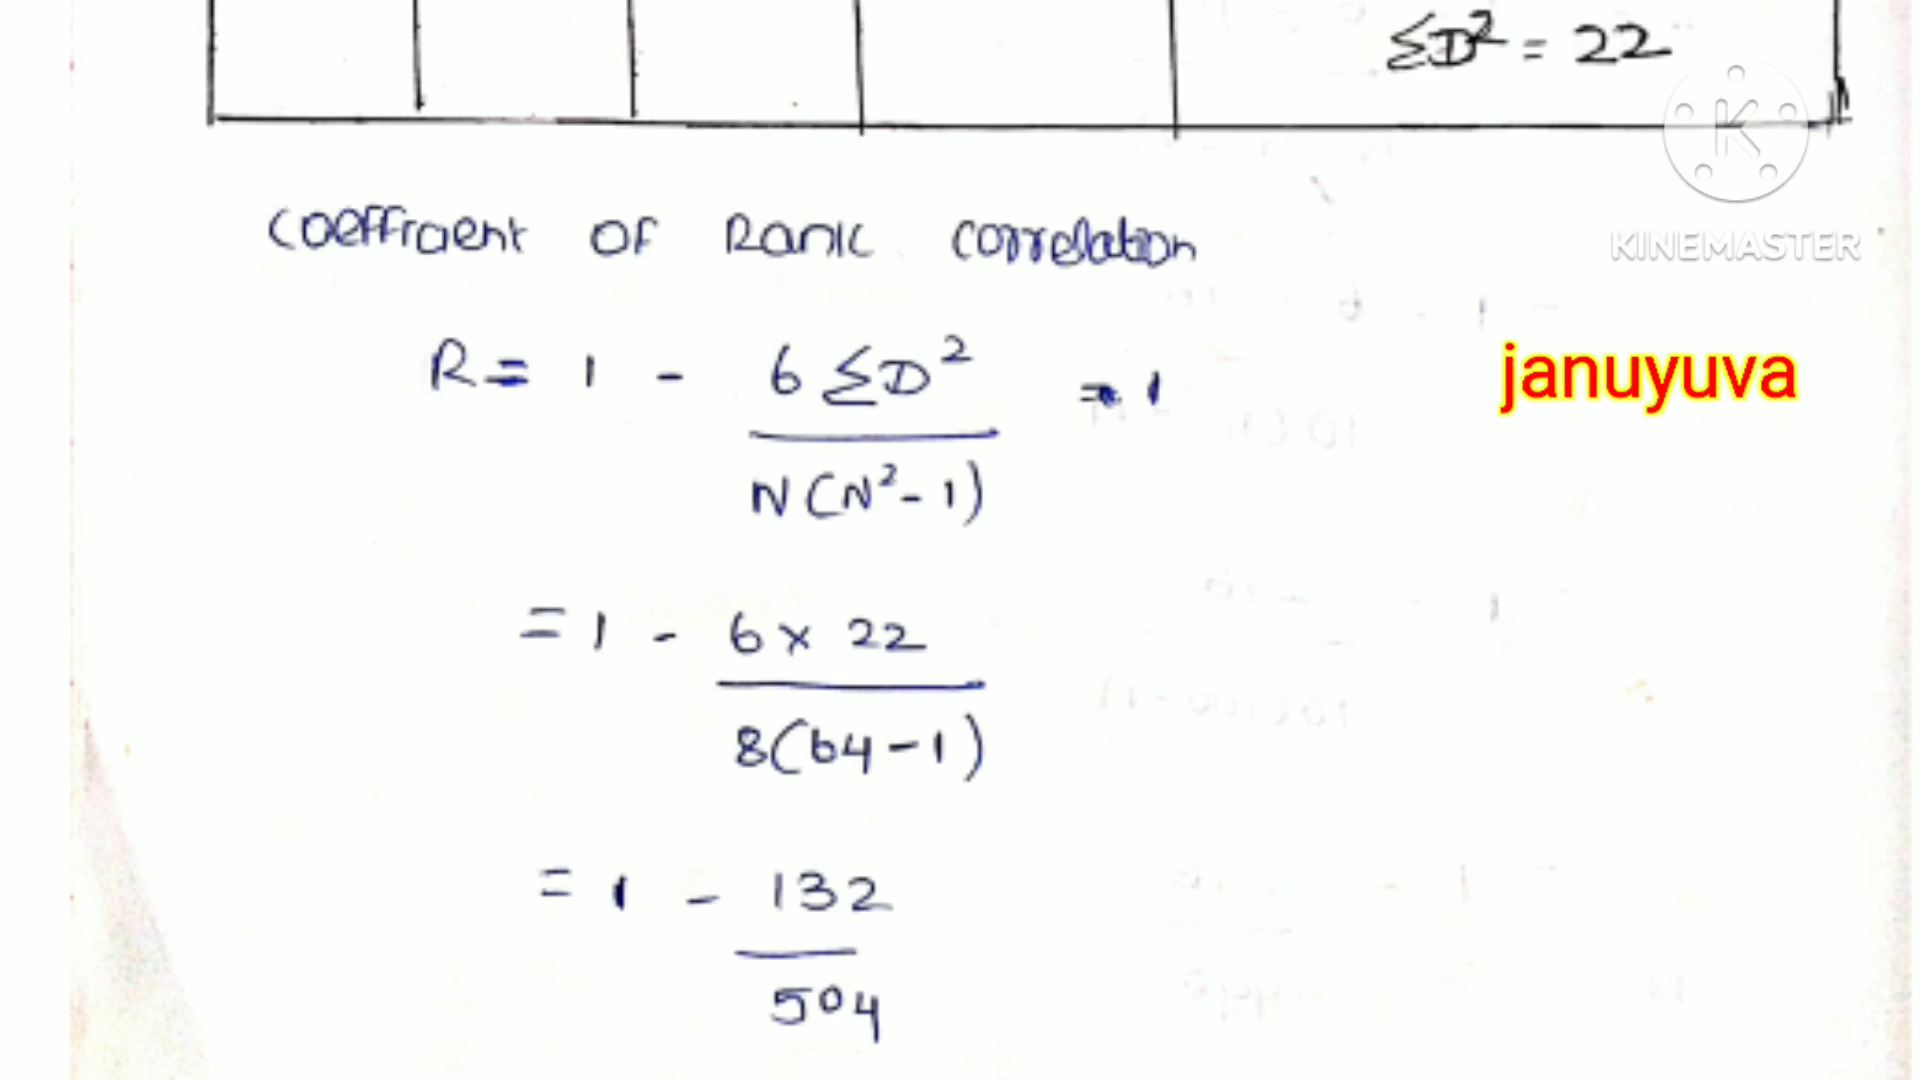 ΣD² = 22
KINEMASTER
coefficient of Rank correlation
januyuva
R = 1 - 6ΣD² = 1
N(N²-1)
= 1 - 6 x 22
8(64-1)
= 1 - 132
504